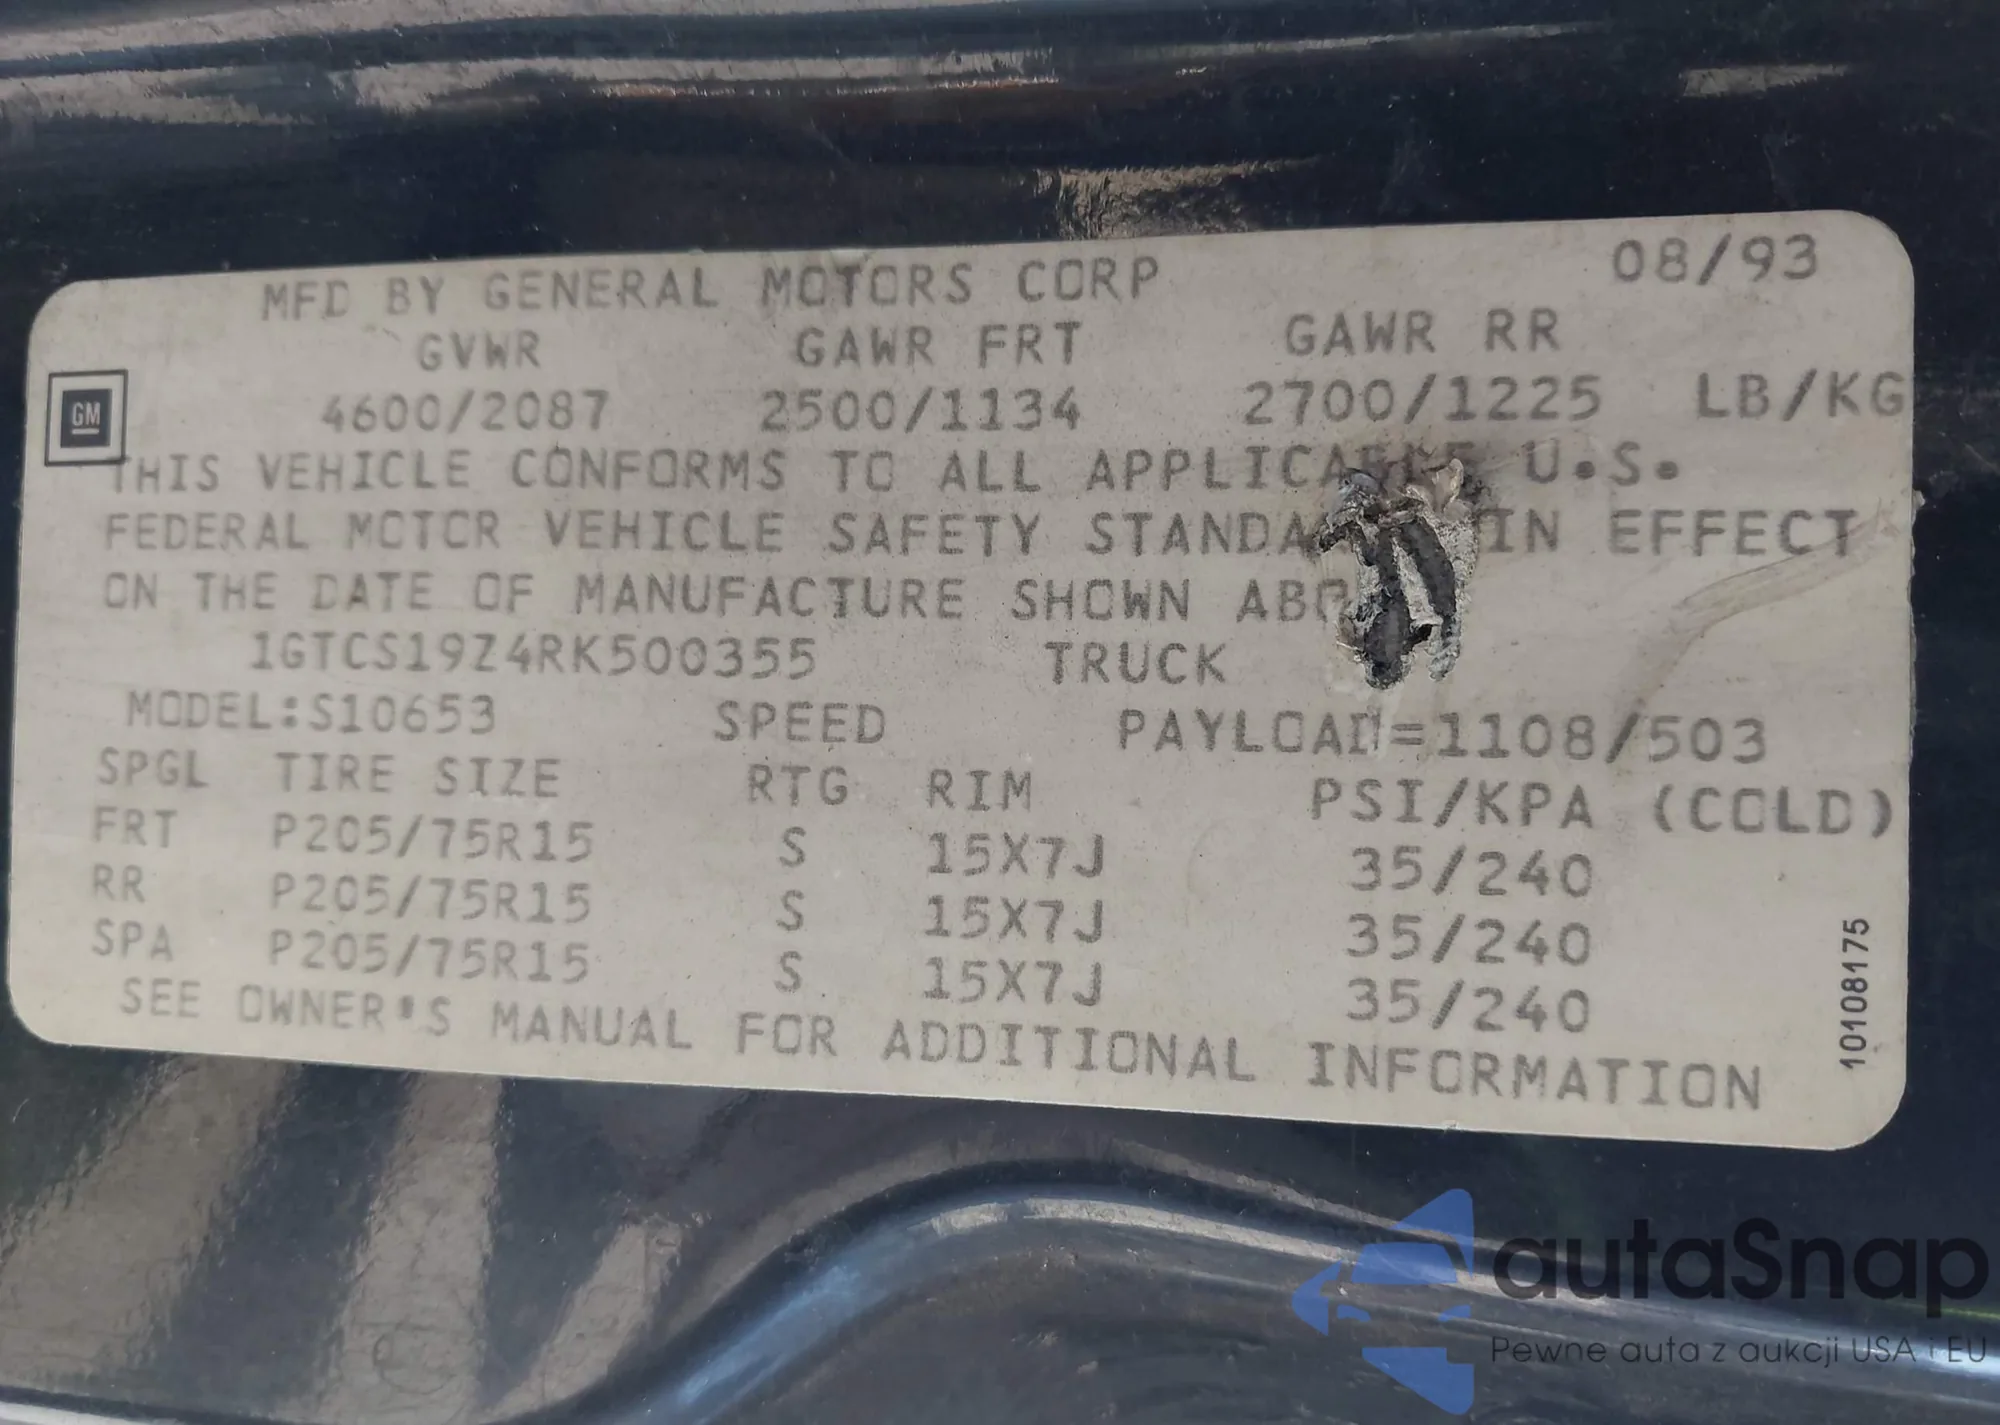 MFD BY GENERAL MOTORS CORP 08/93
GVWR GAWR FRT GAWR RR
4600/2087 2500/1134 2700/1225 LB/KG
GM
THIS VEHICLE CONFORMS TO ALL APPLICABLE U.S.
FEDERAL MOTOR VEHICLE SAFETY IN EFFECT
ON THE DATE OF MANUFACTURE SHOWN
1GTCS19Z4RK500355 TRUCK
MODEL:S10653 SPEED PAYLOAD=1108/503
SPGL TIRE SIZE RTG RIM PSI/KPA (COLD)
FRT P205/75R15 S 15X7J 35/240
RR P205/75R15 S 15X7J 35/240
SPA P205/75R15 S 15X7J 35/240
SEE OWNER'S MANUAL FOR ADDITIONAL INFORMATION
10108175
autaSnap
Pewne auta z aukcji USA i EU